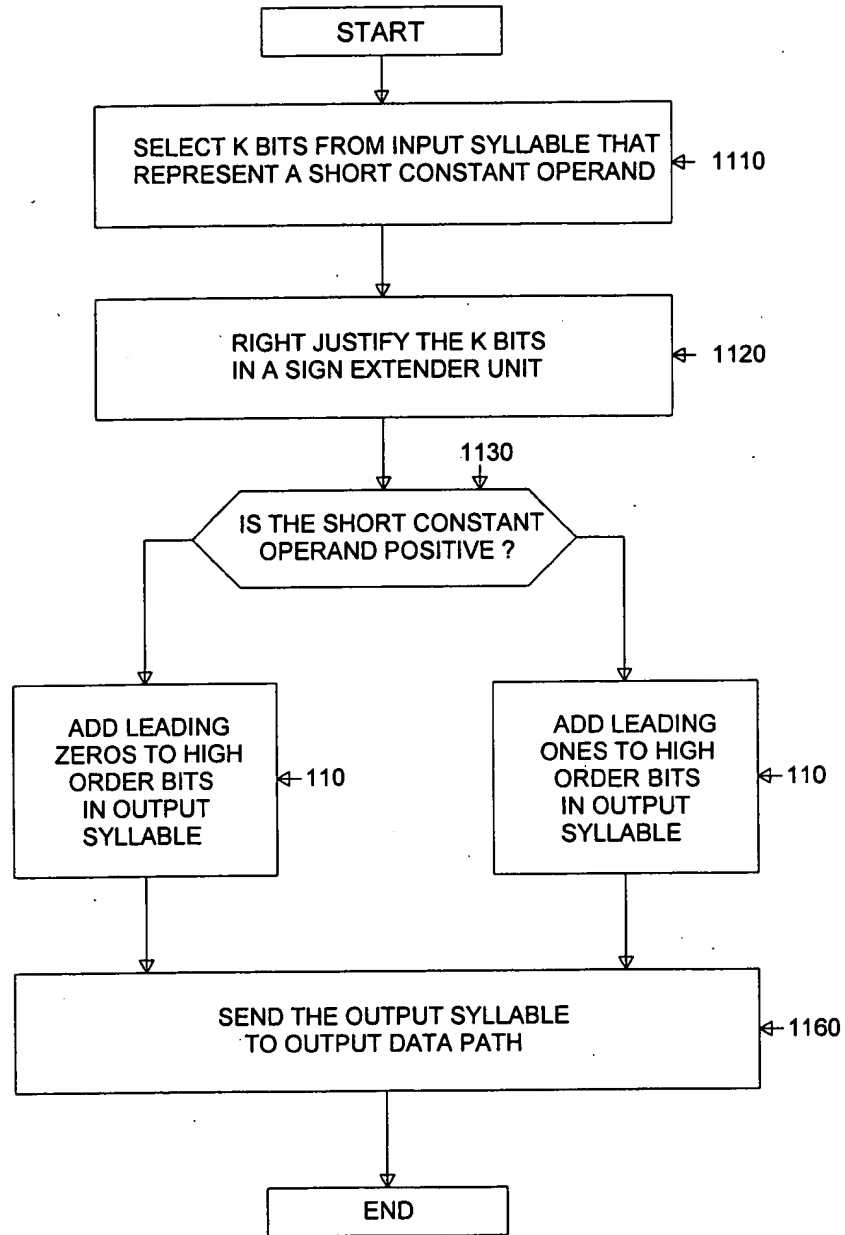 START
SELECT K BITS FROM INPUT SYLLABLE THAT
REPRESENT A SHORT CONSTANT OPERAND
1110
RIGHT JUSTIFY THE K BITS
IN A SIGN EXTENDER UNIT
1120
1130
IS THE SHORT CONSTANT
OPERAND POSITIVE ?
ADD LEADING
ZEROS TO HIGH
ORDER BITS
IN OUTPUT
SYLLABLE
110
ADD LEADING
ONES TO HIGH
ORDER BITS
IN OUTPUT
SYLLABLE
110
SEND THE OUTPUT SYLLABLE
TO OUTPUT DATA PATH
1160
END